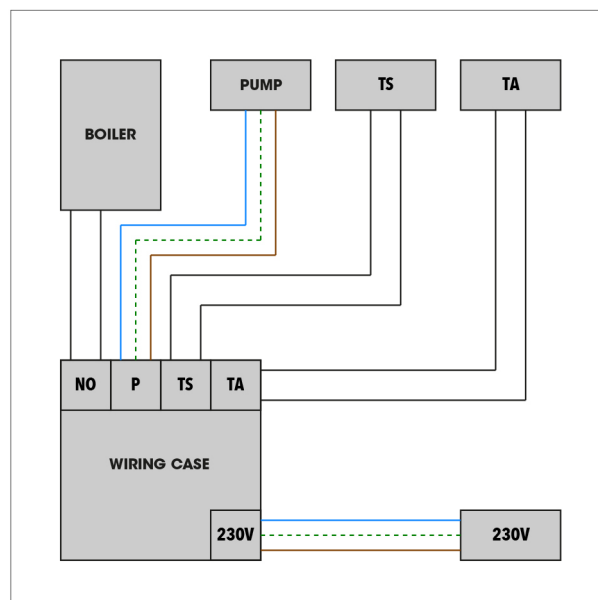 PUMP
TS
TA
BOILER
NO
P
TS
TA
WIRING CASE
230V
230V